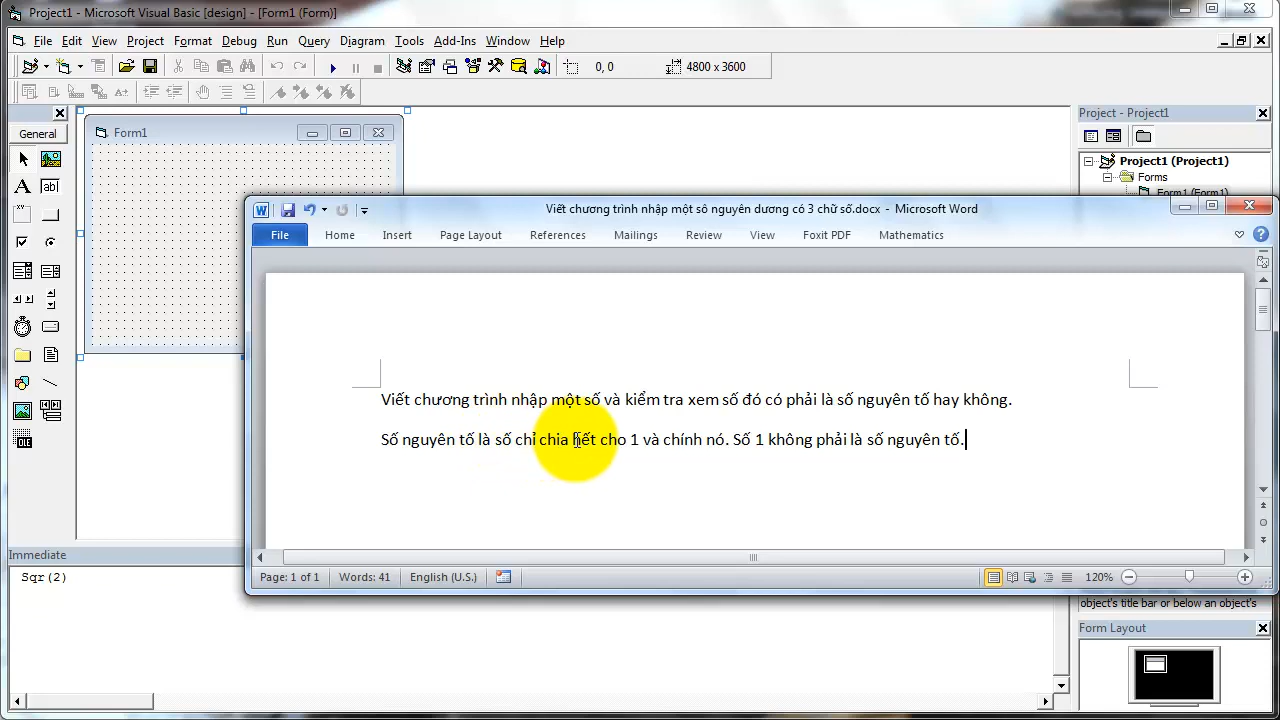 Project1 - Microsoft Visual Basic [design] - [Form1 (Form)]
File Edit View Project Format Debug Run Query Diagram Tools Add-Ins Window Help
0, 0
4800 x 3600
General
Form1
Project - Project1
Project1 (Project1)
Forms
Form1 (Form1)
Viết chương trình nhập một sô nguyên dương có 3 chữ số.docx - Microsoft Word
File Home Insert Page Layout References Mailings Review View Foxit PDF Mathematics
Viết chương trình nhập một số và kiểm tra xem số đó có phải là số nguyên tố hay không.
Số nguyên tố là số chỉ chia hết cho 1 và chính nó. Số 1 không phải là số nguyên tố.
Page: 1 of 1 Words: 41 English (U.S.) 120%
Immediate
Sqr(2)
object's title bar or below an object's
Form Layout